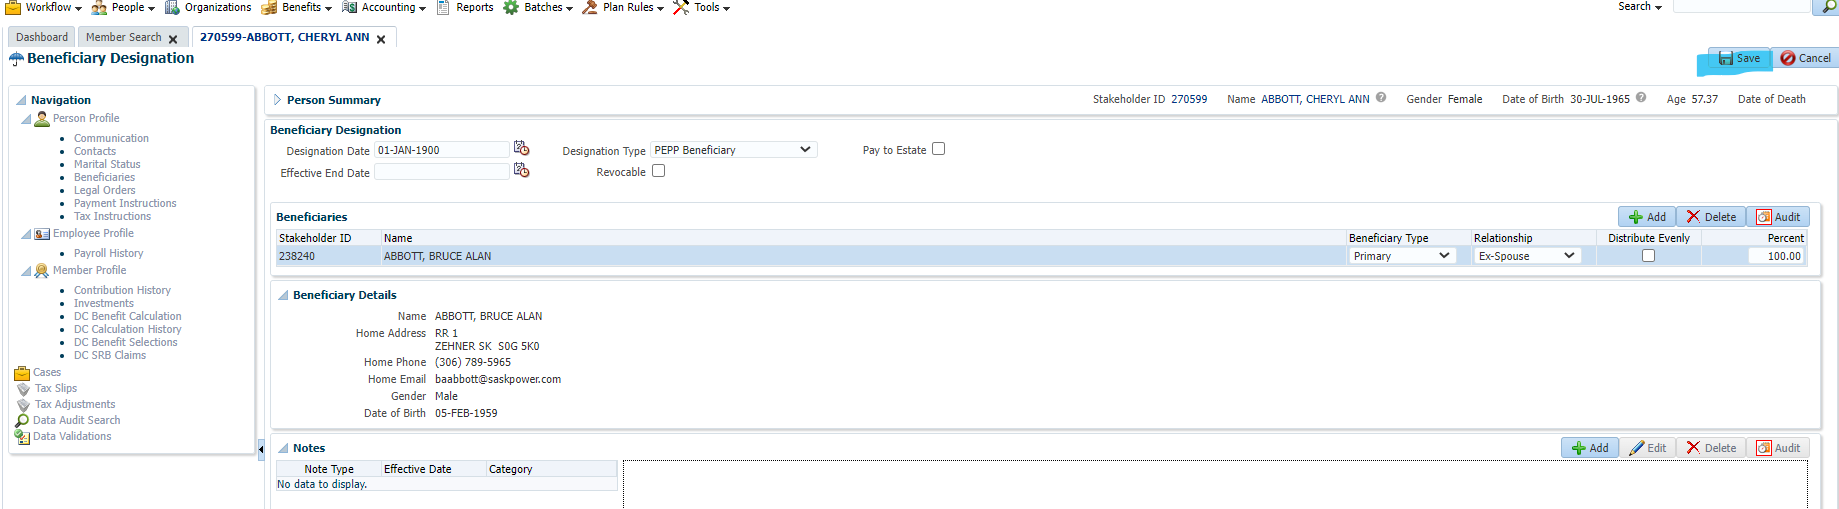 Workflow People Organizations Benefits Accounting Reports Batches Plan Rules Tools Search
Dashboard Member Search 270599-ABBOTT, CHERYL ANN
Beneficiary Designation Save Cancel
Navigation
Person Profile
Communication
Contacts
Marital Status
Beneficiaries
Legal Orders
Payment Instructions
Tax Instructions
Employee Profile
Payroll History
Member Profile
Contribution History
Investments
DC Benefit Calculation
DC Calculation History
DC Benefit Selections
DC SRB Claims
Cases
Tax Slips
Tax Adjustments
Data Audit Search
Data Validations
Person Summary Stakeholder ID 270599 Name ABBOTT, CHERYL ANN Gender Female Date of Birth 30-JUL-1965 Age 57.37 Date of Death
Beneficiary Designation
Designation Date 01-JAN-1900 Designation Type PEPP Beneficiary Pay to Estate
Effective End Date Revocable
Beneficiaries Add Delete Audit
Stakeholder ID Name Beneficiary Type Relationship Distribute Evenly Percent
238240 ABBOTT, BRUCE ALAN Primary Ex-Spouse 100.00
Beneficiary Details
Name ABBOTT, BRUCE ALAN
Home Address RR 1
ZEHNER SK S0G 5K0
Home Phone (306) 789-5965
Home Email baabbott@saskpower.com
Gender Male
Date of Birth 05-FEB-1959
Notes Add Edit Delete Audit
Note Type Effective Date Category
No data to display.